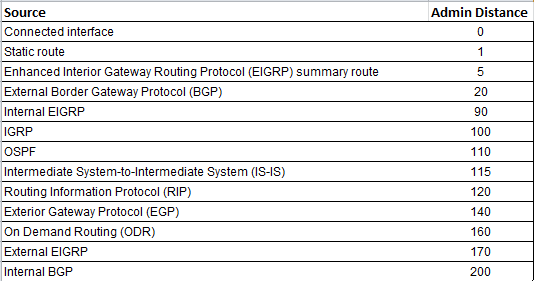 Source Admin Distance
Connected interface 0
Static route 1
Enhanced Interior Gateway Routing Protocol (EIGRP) summary route 5
External Border Gateway Protocol (BGP) 20
Internal EIGRP 90
IGRP 100
OSPF 110
Intermediate System-to-Intermediate System (IS-IS) 115
Routing Information Protocol (RIP) 120
Exterior Gateway Protocol (EGP) 140
On Demand Routing (ODR) 160
External EIGRP 170
Internal BGP 200